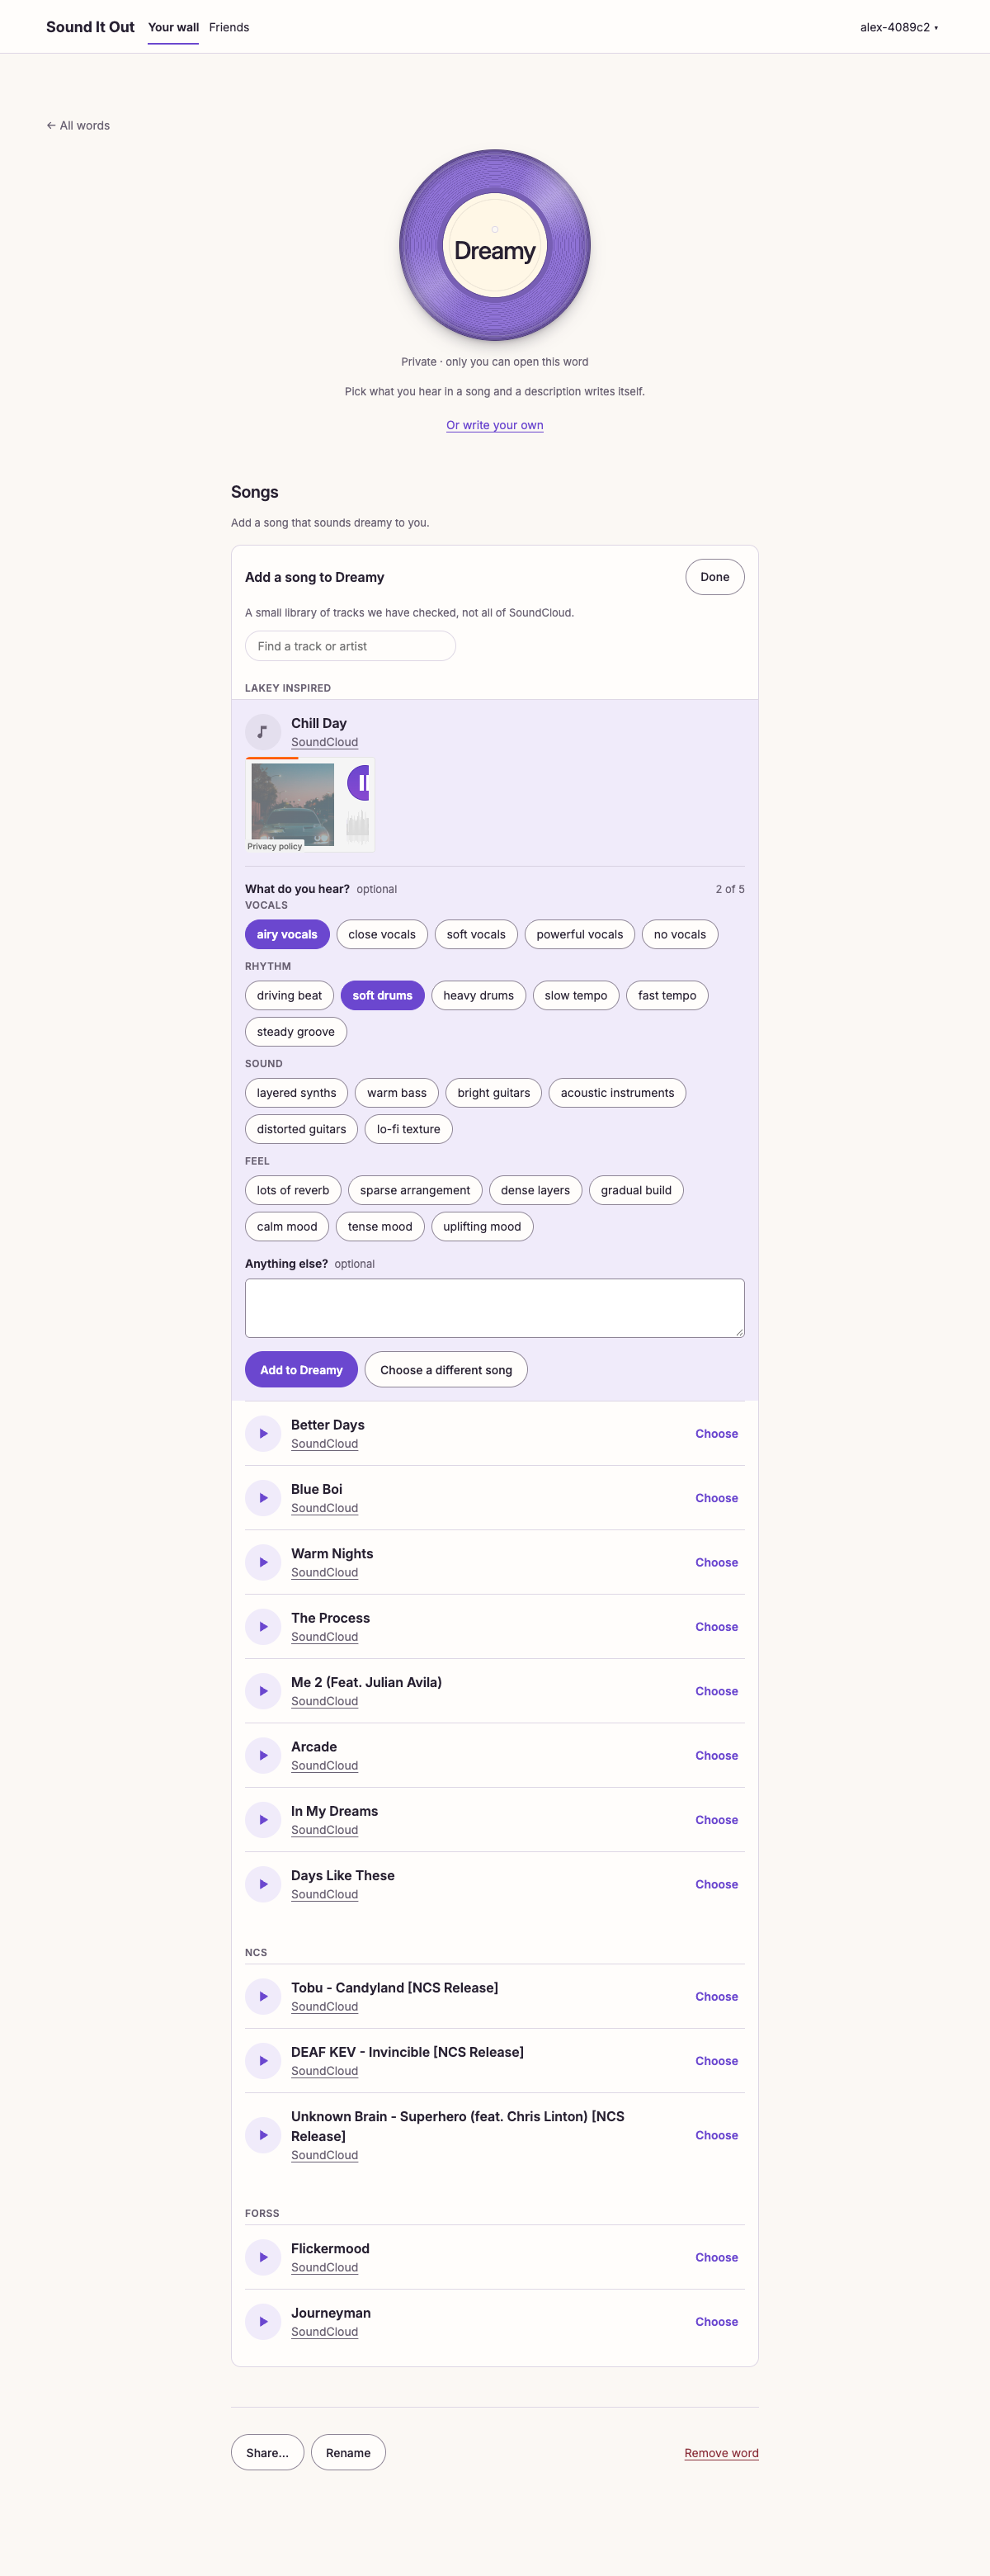 Sound It Out
Your wall
Friends
alex-4089c2 ▾
← All words
Dreamy
Private · only you can open this word
Pick what you hear in a song and a description writes itself.
Or write your own
Songs
Add a song that sounds dreamy to you.
Add a song to Dreamy
Done
A small library of tracks we have checked, not all of SoundCloud.
Find a track or artist
LAKEY INSPIRED
Chill Day
SoundCloud
Privacy policy
What do you hear? optional
2 of 5
VOCALS
airy vocals
close vocals
soft vocals
powerful vocals
no vocals
RHYTHM
driving beat
soft drums
heavy drums
slow tempo
fast tempo
steady groove
SOUND
layered synths
warm bass
bright guitars
acoustic instruments
distorted guitars
lo-fi texture
FEEL
lots of reverb
sparse arrangement
dense layers
gradual build
calm mood
tense mood
uplifting mood
Anything else? optional
Add to Dreamy
Choose a different song
Better Days
SoundCloud
Choose
Blue Boi
SoundCloud
Choose
Warm Nights
SoundCloud
Choose
The Process
SoundCloud
Choose
Me 2 (Feat. Julian Avila)
SoundCloud
Choose
Arcade
SoundCloud
Choose
In My Dreams
SoundCloud
Choose
Days Like These
SoundCloud
Choose
NCS
Tobu - Candyland [NCS Release]
SoundCloud
Choose
DEAF KEV - Invincible [NCS Release]
SoundCloud
Choose
Unknown Brain - Superhero (feat. Chris Linton) [NCS
Release]
SoundCloud
Choose
FORSS
Flickermood
SoundCloud
Choose
Journeyman
SoundCloud
Choose
Share...
Rename
Remove word